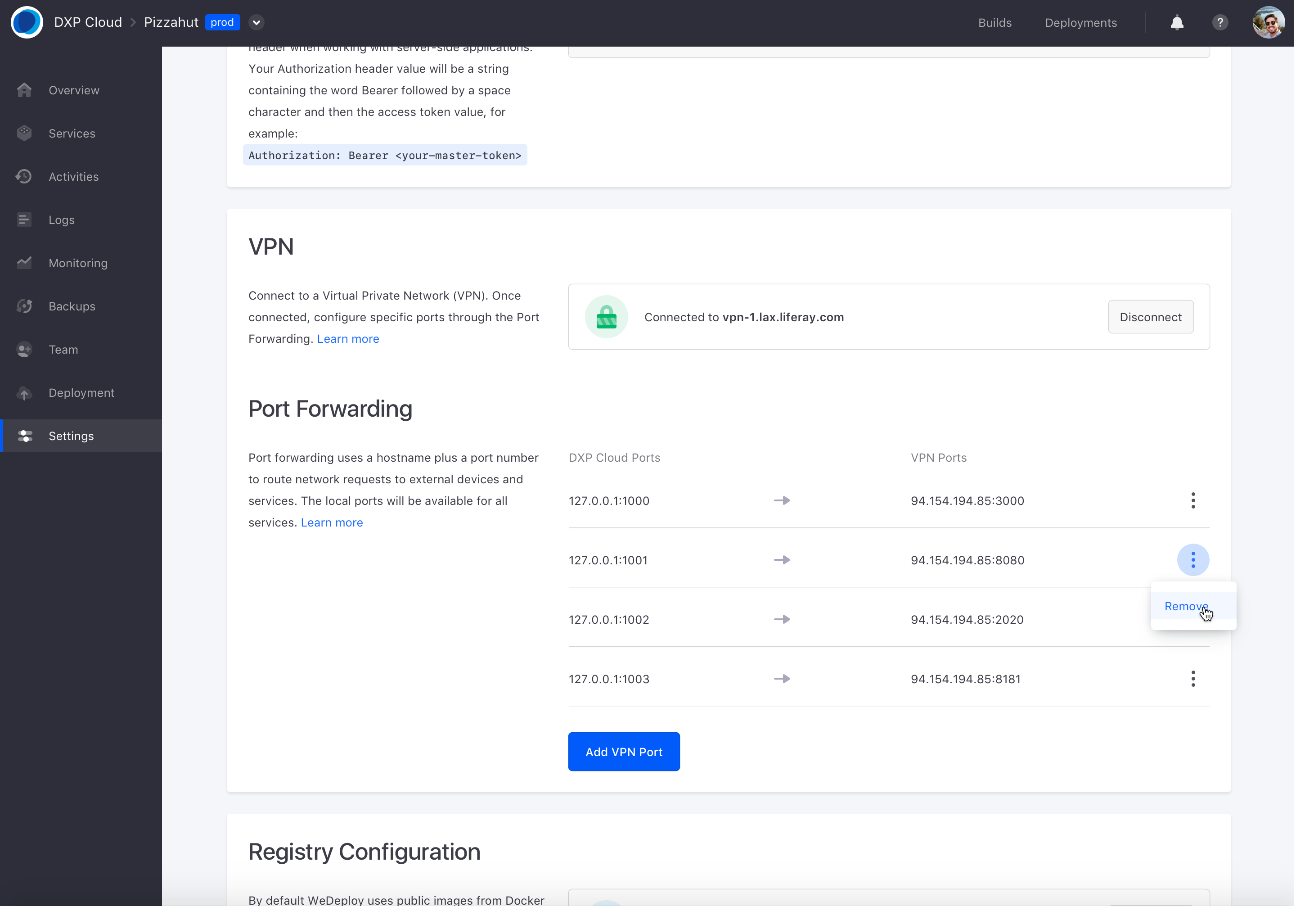 DXP Cloud > Pizzahut prod
Builds
Deployments
?
Overview
Services
Activities
Logs
Monitoring
Backups
Team
Deployment
Settings
header when working with server-side applications.
Your Authorization header value will be a string
containing the word Bearer followed by a space
character and then the access token value, for
example:
Authorization: Bearer <your-master-token>
VPN
Connect to a Virtual Private Network (VPN). Once
connected, configure specific ports through the Port
Forwarding. Learn more
Connected to vpn-1.lax.liferay.com
Disconnect
Port Forwarding
Port forwarding uses a hostname plus a port number
to route network requests to external devices and
services. The local ports will be available for all
services. Learn more
DXP Cloud Ports
VPN Ports
127.0.0.1:1000
94.154.194.85:3000
127.0.0.1:1001
94.154.194.85:8080
Remove
127.0.0.1:1002
94.154.194.85:2020
127.0.0.1:1003
94.154.194.85:8181
Add VPN Port
Registry Configuration
By default WeDeploy uses public images from Docker